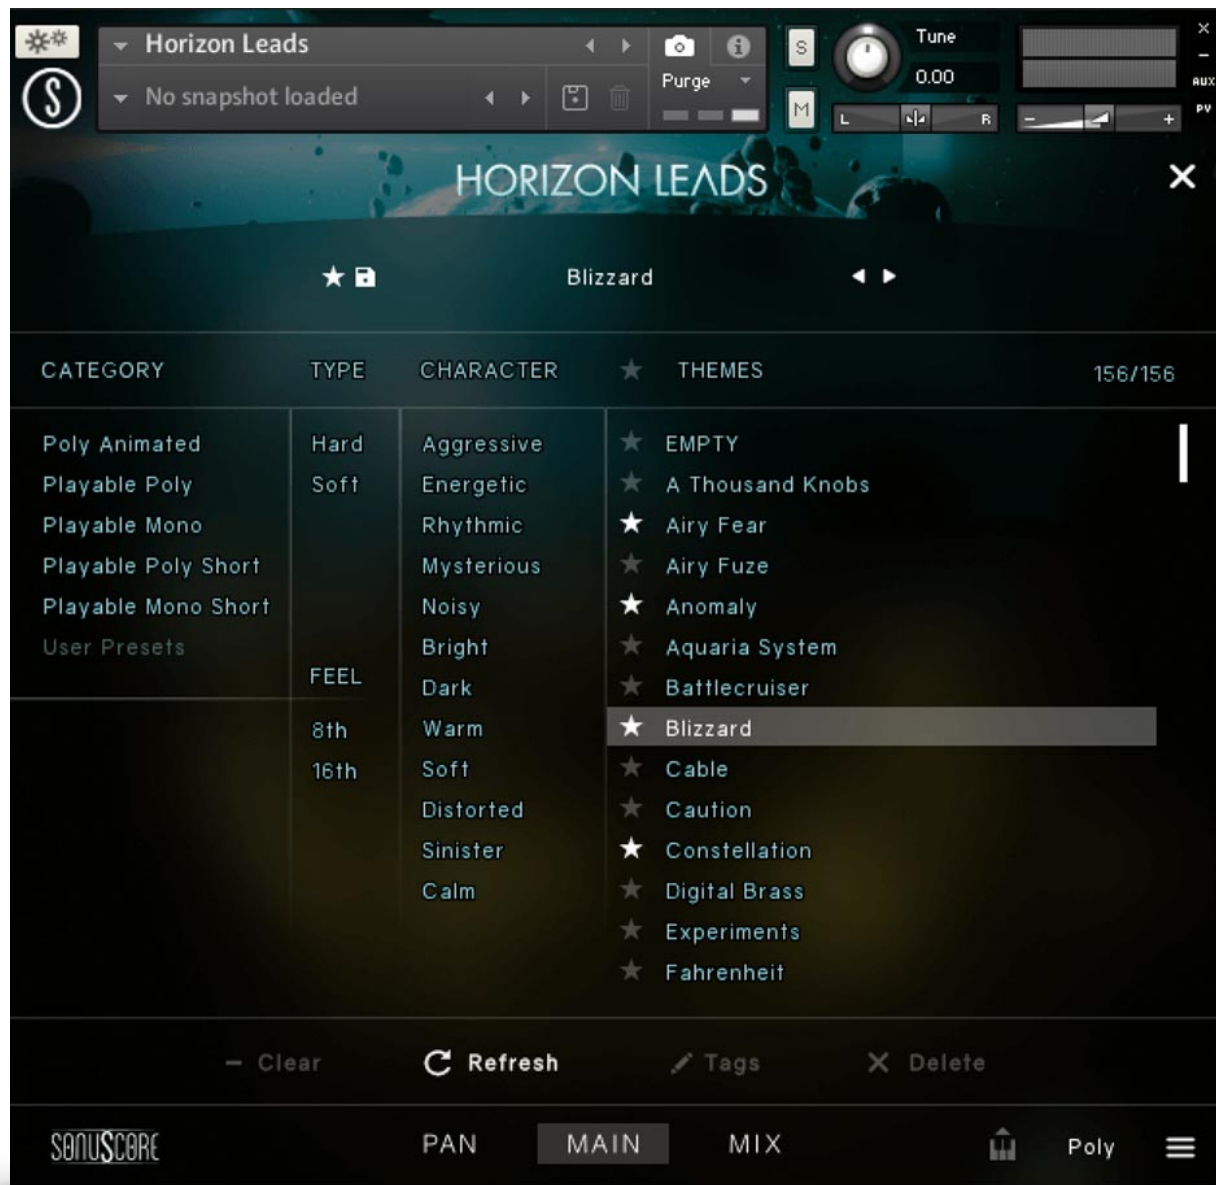 Horizon Leads
S
Tune
×
-
Purge
0.00
AUX
S
No snapshot loaded
M
L R
- +
PV
HORIZON LEADS
Blizzard
CATEGORY TYPE CHARACTER THEMES 156/156
Poly Animated Hard Aggressive EMPTY
Playable Poly Soft Energetic A Thousand Knobs
Playable Mono Rhythmic Airy Fear
Playable Poly Short Mysterious Airy Fuze
Playable Mono Short Noisy Anomaly
User Presets Bright Aquaria System
FEEL Dark Battlecruiser
8th Warm Blizzard
16th Soft Cable
Distorted Caution
Sinister Constellation
Calm Digital Brass
Experiments
Fahrenheit
- Clear Refresh Tags Delete
SONUSCORE PAN MAIN MIX Poly